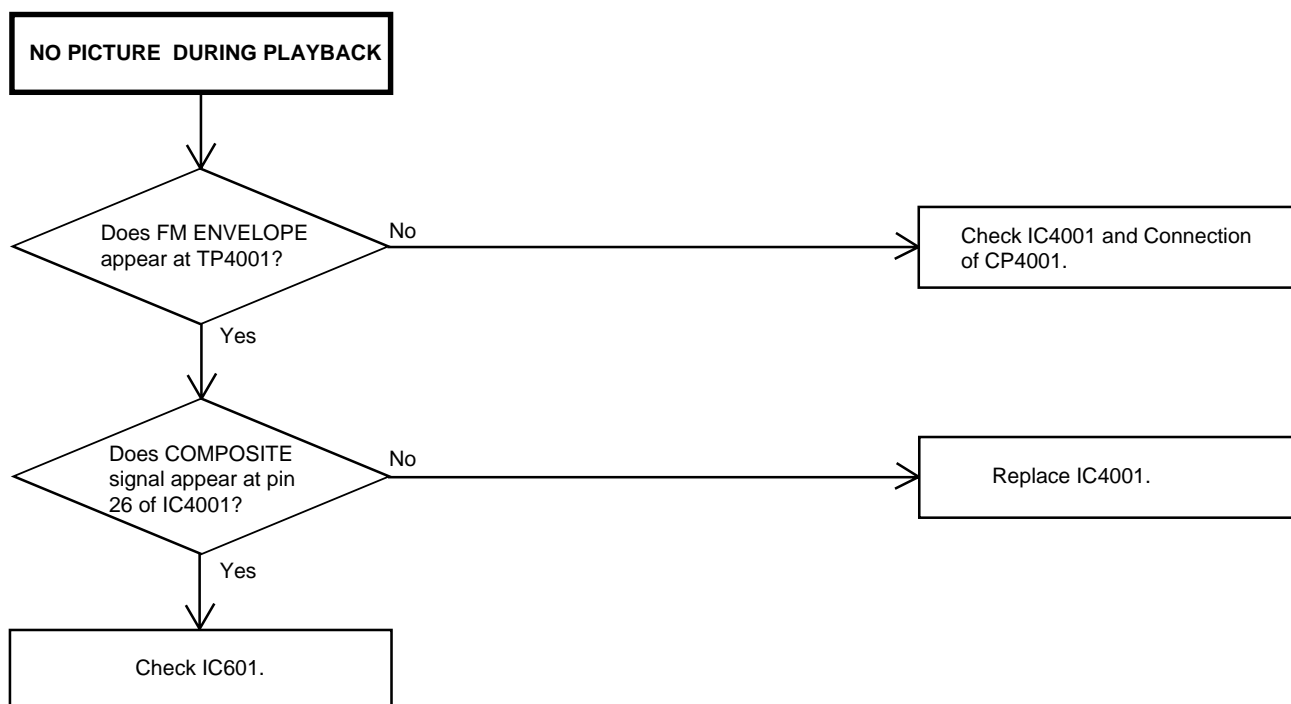 NO PICTURE DURING PLAYBACK
Does FM ENVELOPE
appear at TP4001?
No
Check IC4001 and Connection
of CP4001.
Yes
Does COMPOSITE
signal appear at pin
26 of IC4001?
No
Replace IC4001.
Yes
Check IC601.